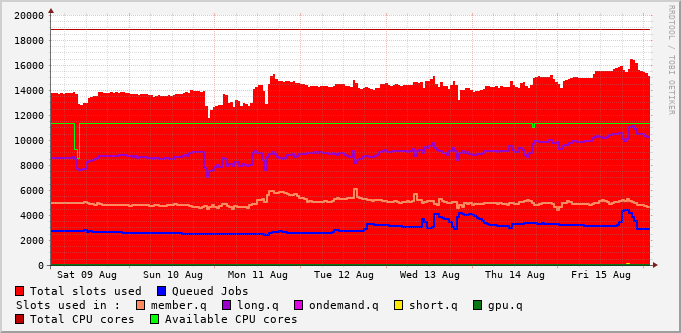 20000
18000
16000
14000
12000
10000
8000
6000
4000
2000
0
Sat 09 Aug Sun 10 Aug Mon 11 Aug Tue 12 Aug Wed 13 Aug Thu 14 Aug Fri 15 Aug
Total slots used Queued Jobs
Slots used in : member.q long.q ondemand.q short.q gpu.q
Total CPU cores Available CPU cores
RRDTOOL / TOBI OETIKER